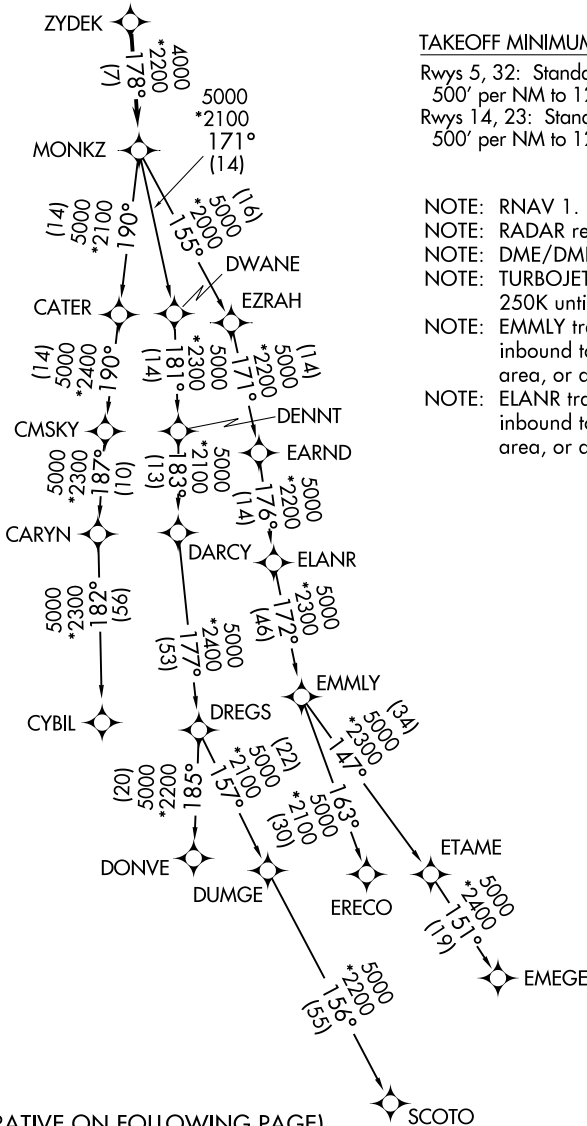 ZYDEK
4000
*2200
178°
(7)
MONKZ
5000
*2100
171°
(14)
(14)
5000
*2100
190°
(16)
5000
*2000
155°
DWANE
CATER
EZRAH
(14)
5000
*2400
190°
5000
*2300
181°
(14)
(14)
5000
*2200
171°
DENNT
CMSKY
EARND
5000
*2300
187°
(10)
5000
*2100
183°
(13)
5000
*2200
176°
(14)
CARYN
DARCY
ELANR
5000
*2300
182°
(56)
5000
*2400
177°
(53)
5000
*2300
172°
(46)
EMMLY
CYBIL
DREGS
(20)
5000
*2200
185°
(22)
5000
*2100
157°
5000
*2100
163°
(30)
(34)
5000
*2300
147°
DONVE
DUMGE
ERECO
ETAME
5000
*2400
151°
(19)
EMEGE
5000
*2200
156°
(55)
SCOTO
TAKEOFF MINIMUM
Rwys 5, 32: Standa
500' per NM to 12
Rwys 14, 23: Stand
500' per NM to 12
NOTE: RNAV 1.
NOTE: RADAR re
NOTE: DME/DM
NOTE: TURBOJET
250K unti
NOTE: EMMLY tra
inbound to
area, or a
NOTE: ELANR tra
inbound to
area, or a
RATIVE ON FOLLOWING PAGE)